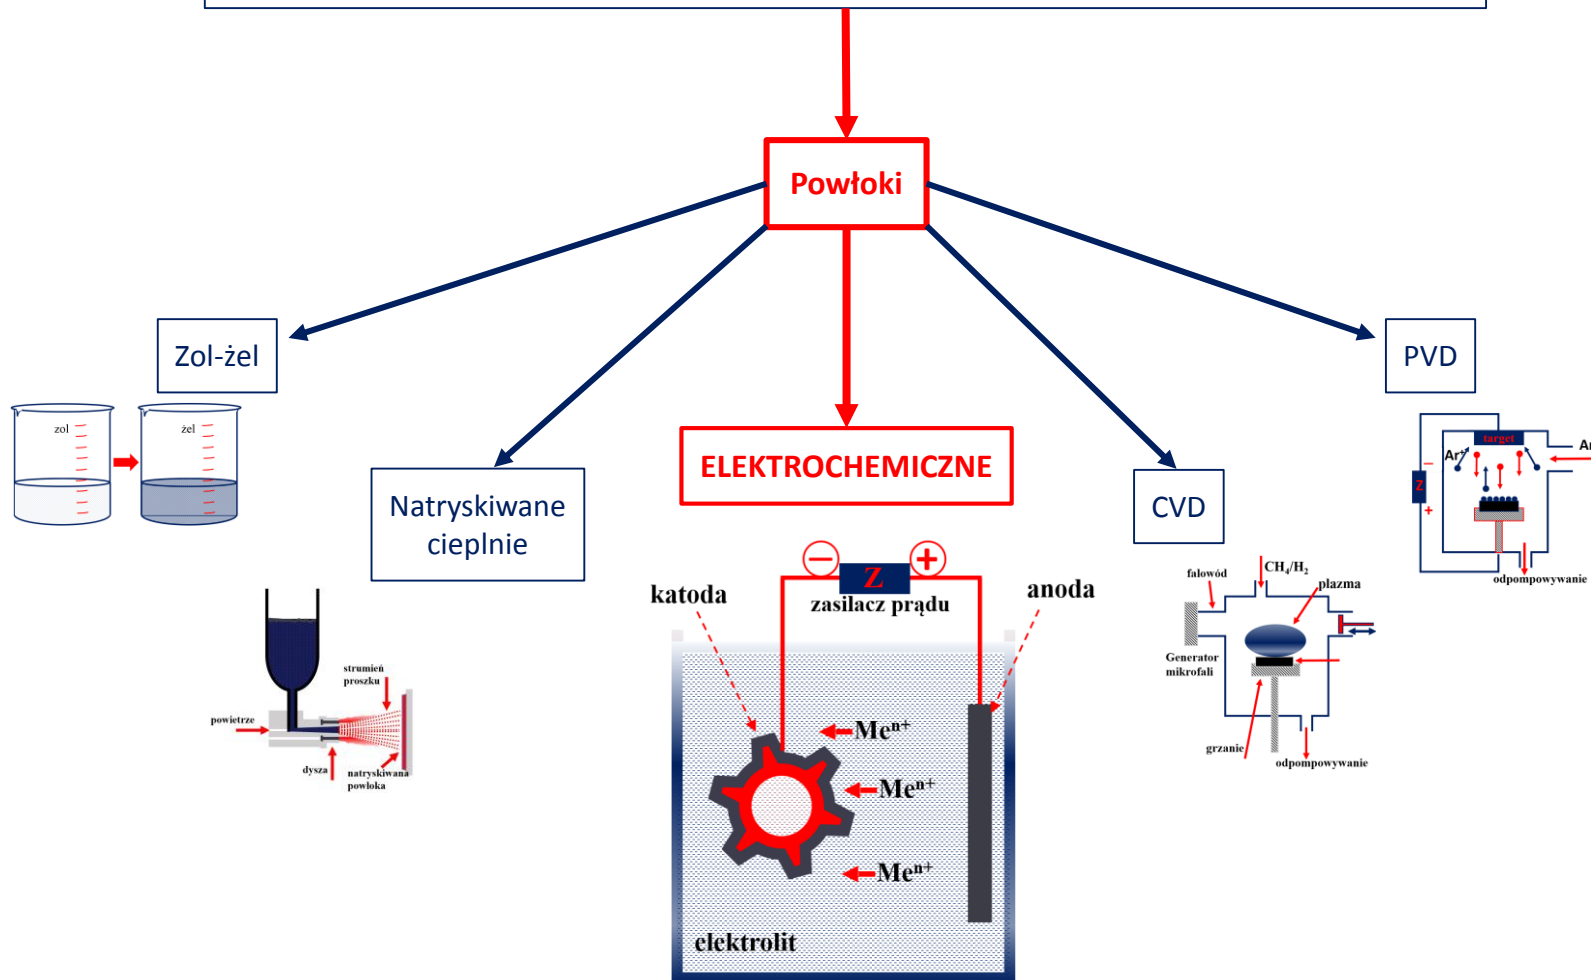 Powłoki
Zol-żel
PVD
zol
żel
ELEKTROCHEMICZNE
Natryskiwane
cieplnie
CVD
target
Ar⁺
Ar
−
Z
+
odpompowywanie
− Z +
katoda
zasilacz prądu
anoda
Meⁿ⁺
Meⁿ⁺
Meⁿ⁺
elektrolit
strumień
proszku
powietrze
dysza
natryskiwana
powłoka
falowód
CH₄/H₂
plazma
Generator
mikrofali
grzanie
odpompowywanie